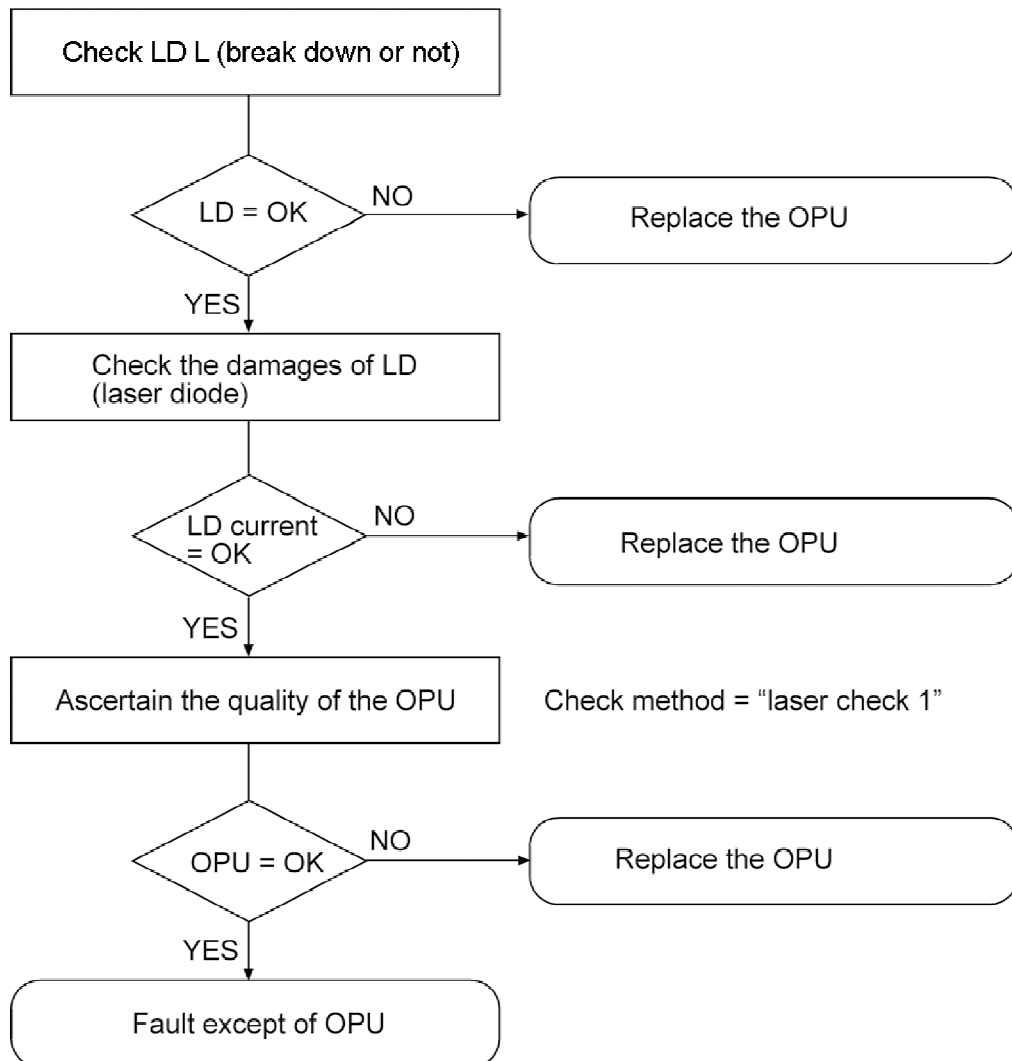 Check LD L (break down or not)
LD = OK
NO
Replace the OPU
YES
Check the damages of LD
(laser diode)
LD current
= OK
NO
Replace the OPU
YES
Ascertain the quality of the OPU
Check method = “laser check 1”
OPU = OK
NO
Replace the OPU
YES
Fault except of OPU